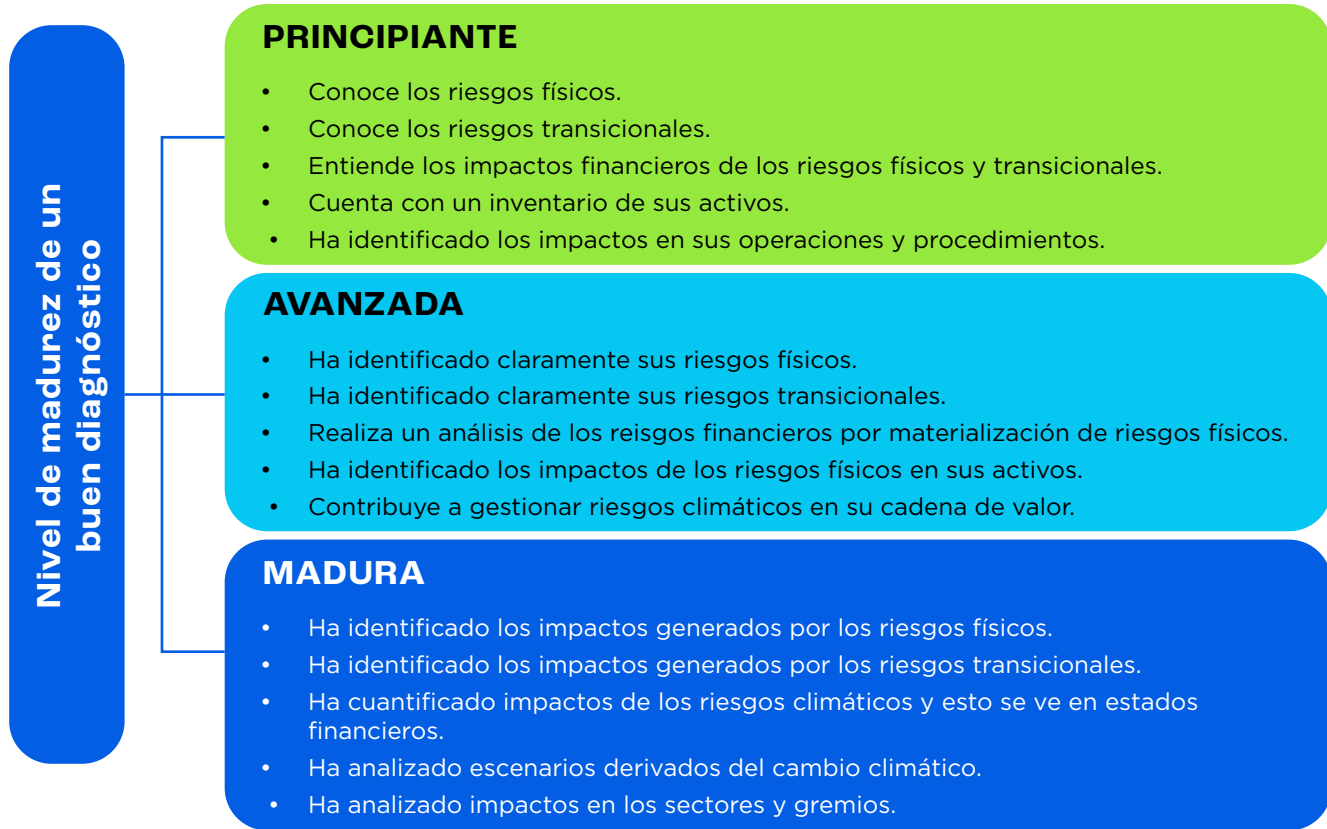 Nivel de madurez de un
buen diagnóstico
PRINCIPIANTE
• Conoce los riesgos físicos.
• Conoce los riesgos transicionales.
• Entiende los impactos financieros de los riesgos físicos y transicionales.
• Cuenta con un inventario de sus activos.
• Ha identificado los impactos en sus operaciones y procedimientos.
AVANZADA
• Ha identificado claramente sus riesgos físicos.
• Ha identificado claramente sus riesgos transicionales.
• Realiza un análisis de los reisgos financieros por materialización de riesgos físicos.
• Ha identificado los impactos de los riesgos físicos en sus activos.
• Contribuye a gestionar riesgos climáticos en su cadena de valor.
MADURA
• Ha identificado los impactos generados por los riesgos físicos.
• Ha identificado los impactos generados por los riesgos transicionales.
• Ha cuantificado impactos de los riesgos climáticos y esto se ve en estados
financieros.
• Ha analizado escenarios derivados del cambio climático.
• Ha analizado impactos en los sectores y gremios.